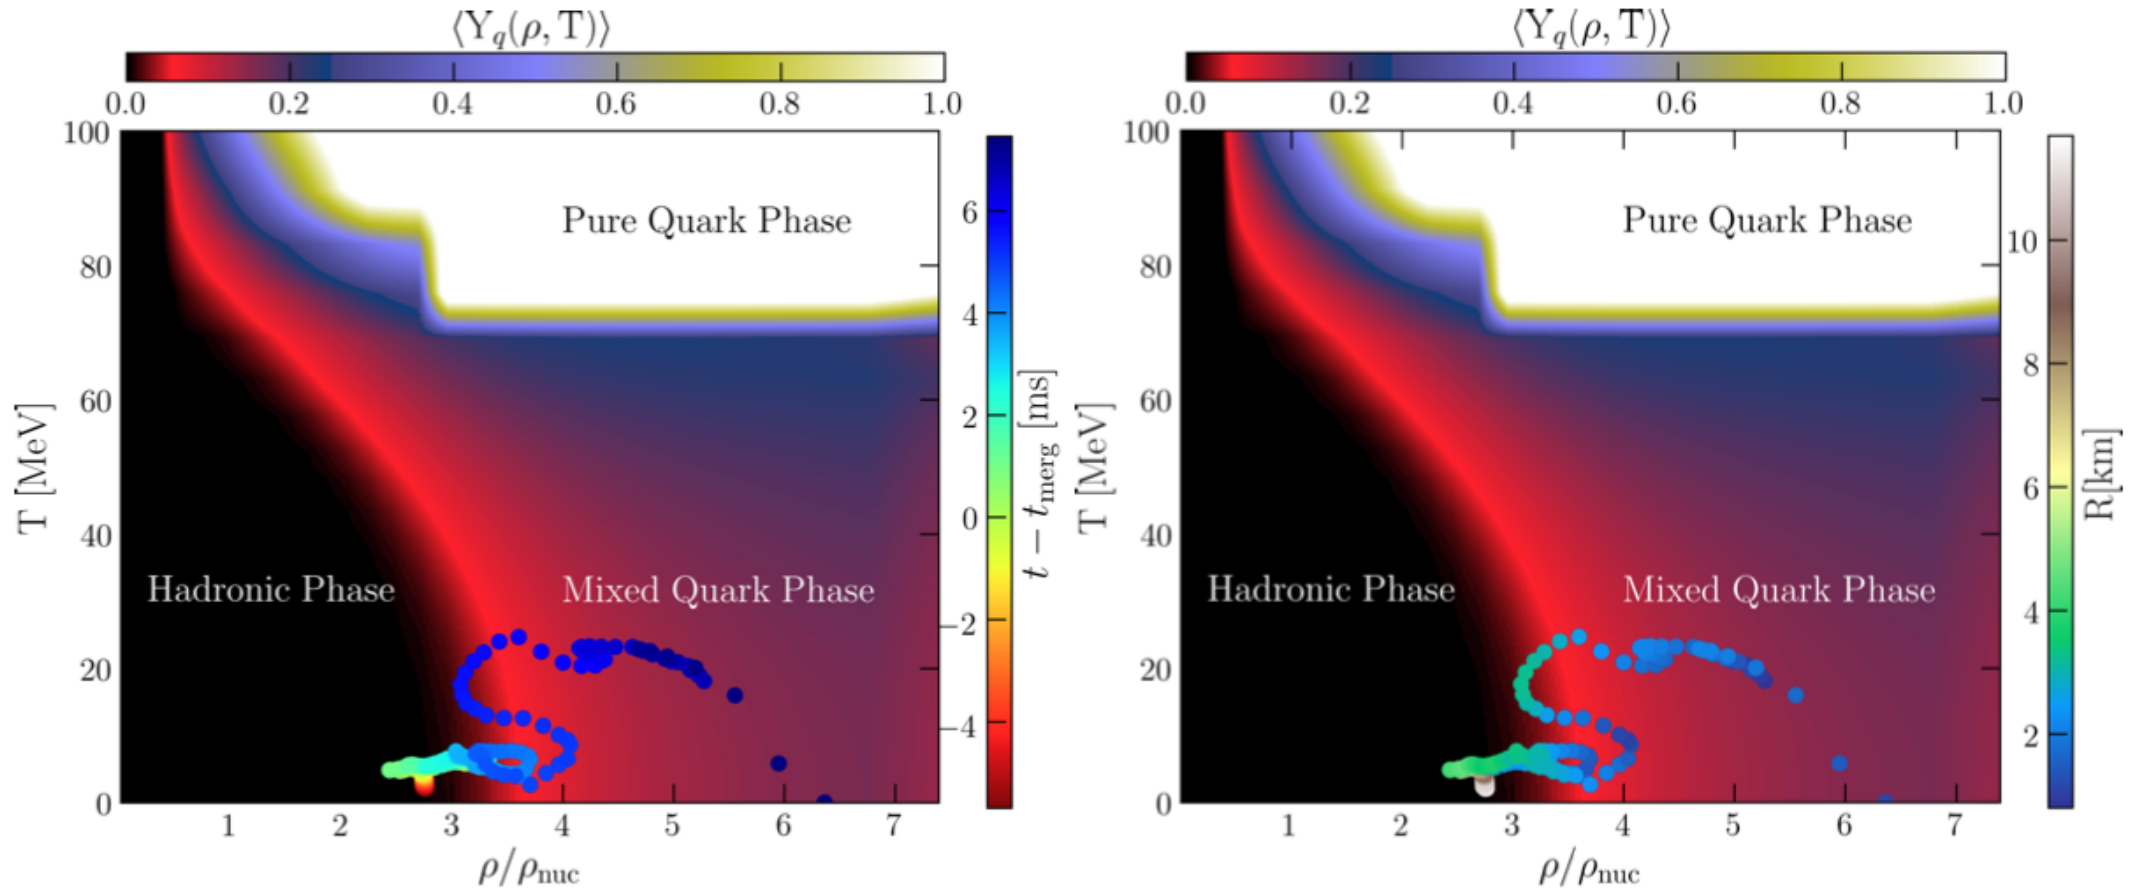 ⟨Y_q(ρ, T)⟩
0.0 0.2 0.4 0.6 0.8 1.0
100
80
60
40
20
0
T [MeV]
Pure Quark Phase
Hadronic Phase
Mixed Quark Phase
1 2 3 4 5 6 7
ρ/ρ_nuc
6
4
2
0
−2
−4
t − t_merg [ms]
⟨Y_q(ρ, T)⟩
0.0 0.2 0.4 0.6 0.8 1.0
100
80
60
40
20
0
T [MeV]
Pure Quark Phase
Hadronic Phase
Mixed Quark Phase
1 2 3 4 5 6 7
ρ/ρ_nuc
10
8
6
4
2
R[km]